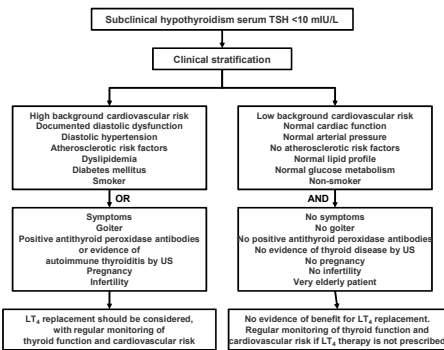 Subclinical hypothyroidism serum TSH <10 mIU/L
Clinical stratification
High background cardiovascular risk
Documented diastolic dysfunction
Diastolic hypertension
Atherosclerotic risk factors
Dyslipidemia
Diabetes mellitus
Smoker
OR
Symptoms
Goiter
Positive antithyroid peroxidase antibodies
or evidence of
autoimmune thyroiditis by US
Pregnancy
Infertility
LT₄ replacement should be considered,
with regular monitoring of
thyroid function and cardiovascular risk
Low background cardiovascular risk
Normal cardiac function
Normal arterial pressure
No atherosclerotic risk factors
Normal lipid profile
Normal glucose metabolism
Non-smoker
AND
No symptoms
No goiter
No positive antithyroid peroxidase antibodies
No evidence of thyroid disease by US
No pregnancy
No infertility
Very elderly patient
No evidence of benefit for LT₄ replacement.
Regular monitoring of thyroid function and
cardiovascular risk if LT₄ therapy is not prescribed